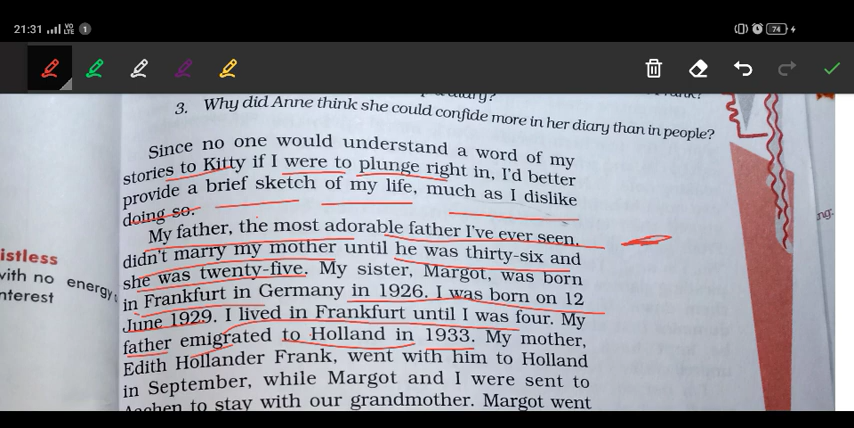 21:31 VO LTE 1 74
3. Why did Anne think she could confide more in her diary than in people?
Since no one would understand a word of my
stories to Kitty if I were to plunge right in, I'd better
provide a brief sketch of my life, much as I dislike
doing so.
My father, the most adorable father I've ever seen,
didn't marry my mother until he was thirty-six and
she was twenty-five. My sister, Margot, was born
in Frankfurt in Germany in 1926. I was born on 12
June 1929. I lived in Frankfurt until I was four. My
father emigrated to Holland in 1933. My mother,
Edith Hollander Frank, went with him to Holland
in September, while Margot and I were sent to
Aachen to stay with our grandmother. Margot went
istless
with no energy
nterest
ng.